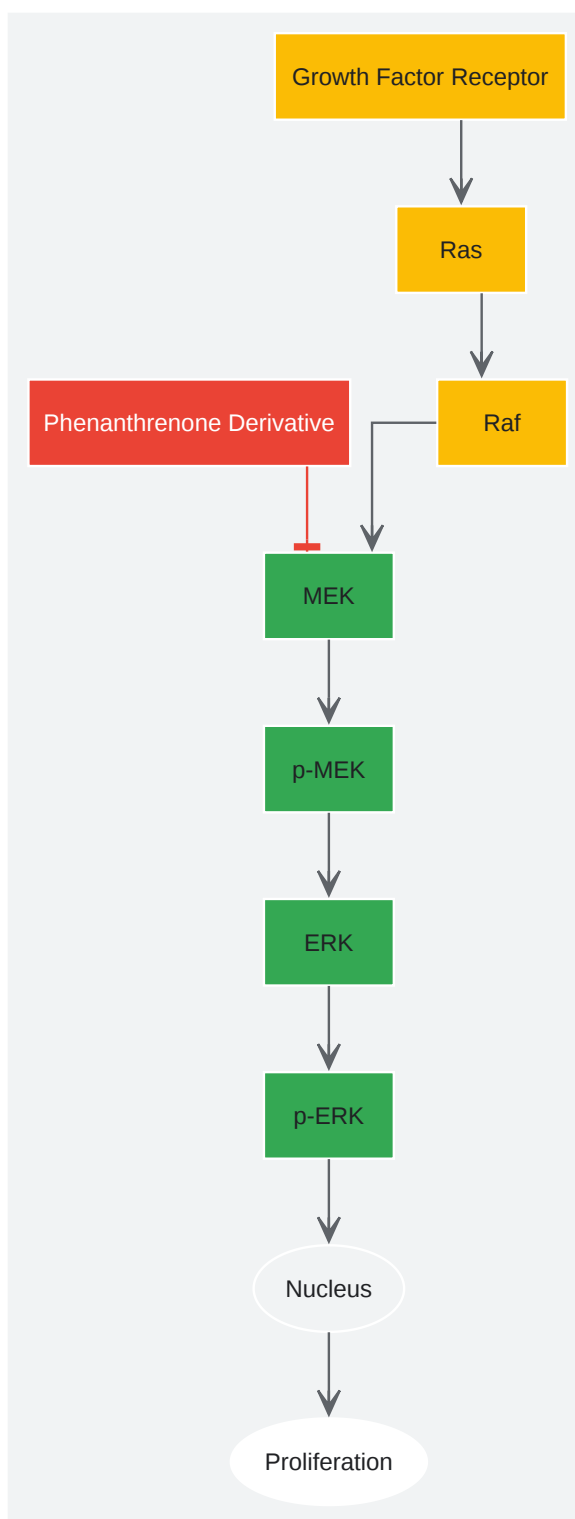 Growth Factor Receptor
Ras
Phenanthrenone Derivative
Raf
MEK
p-MEK
ERK
p-ERK
Nucleus
Proliferation